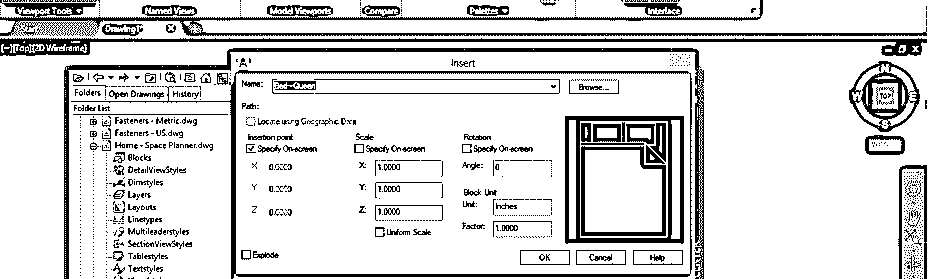 Viewport Tools Named Views Model Viewports Compare Palettes Interface
Drawing1*
[−][Top][2D Wireframe]
Insert
Name: Bed - Queen Browse...
Path:
Locate using Geographic Data
Insertion point Scale Rotation
Specify On-screen Specify On-screen Specify On-screen
X 0.0000 X: 1.0000 Angle: 0
Y 0.0000 Y: 1.0000 Block Unit
Z 0.0000 Z: 1.0000 Unit: Inches
Uniform Scale Factor: 1.0000
Explode OK Cancel Help
Folders Open Drawings History
Folder List
Fasteners - Metric.dwg
Fasteners - US.dwg
Home - Space Planner.dwg
Blocks
DetailViewStyles
Dimstyles
Layers
Layouts
Linetypes
Multileaderstyles
SectionViewStyles
Tablestyles
Textstyles
N
W TOP E
S